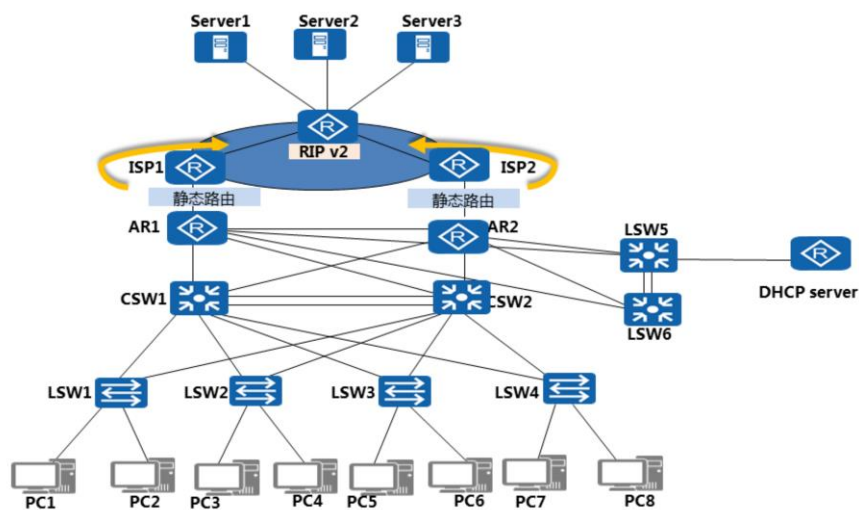 Server1
Server2
Server3
R
RIP v2
ISP1
R
R
ISP2
静态路由
静态路由
AR1
R
R
AR2
LSW5
R
CSW1
CSW2
DHCP server
LSW6
LSW1
LSW2
LSW3
LSW4
PC1
PC2
PC3
PC4
PC5
PC6
PC7
PC8